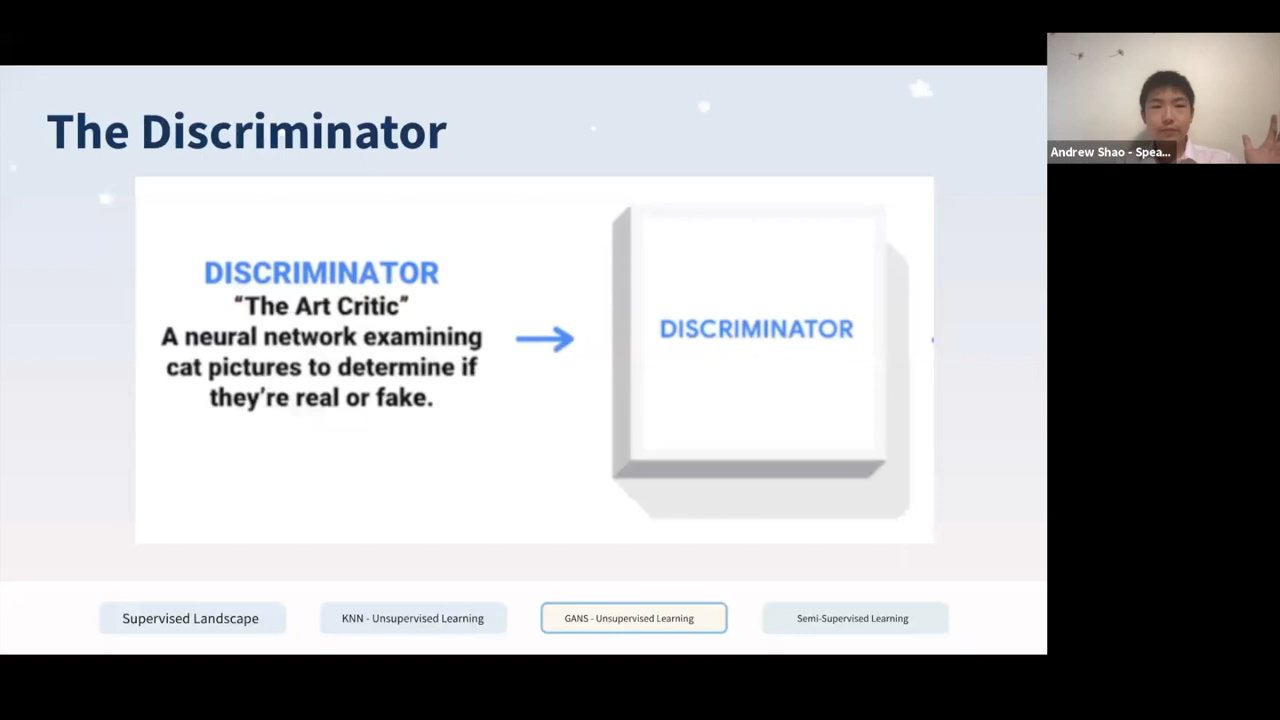 The Discriminator
DISCRIMINATOR
“The Art Critic”
A neural network examining
cat pictures to determine if
they’re real or fake.
DISCRIMINATOR
Andrew Shao - Spea...
Supervised Landscape
KNN - Unsupervised Learning
GANS - Unsupervised Learning
Semi-Supervised Learning